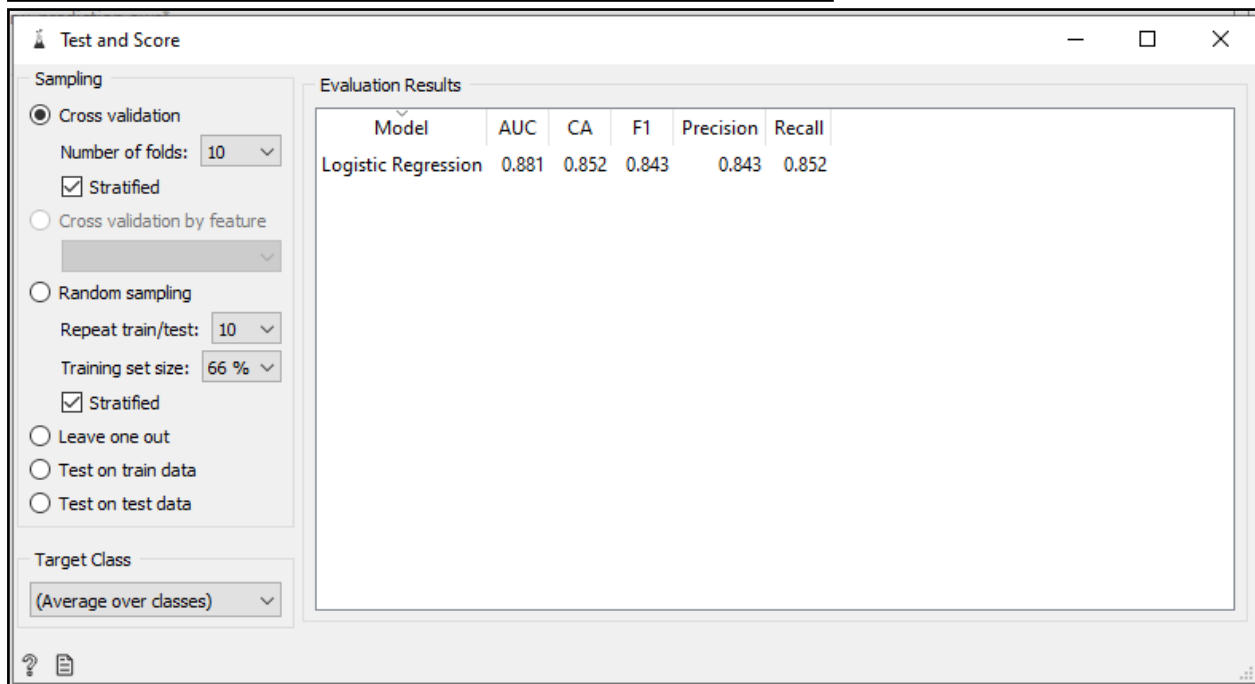 Test and Score
Sampling
Cross validation
Number of folds: 10
Stratified
Cross validation by feature
Random sampling
Repeat train/test: 10
Training set size: 66 %
Stratified
Leave one out
Test on train data
Test on test data
Target Class
(Average over classes)
Evaluation Results
Model AUC CA F1 Precision Recall
Logistic Regression 0.881 0.852 0.843 0.843 0.852